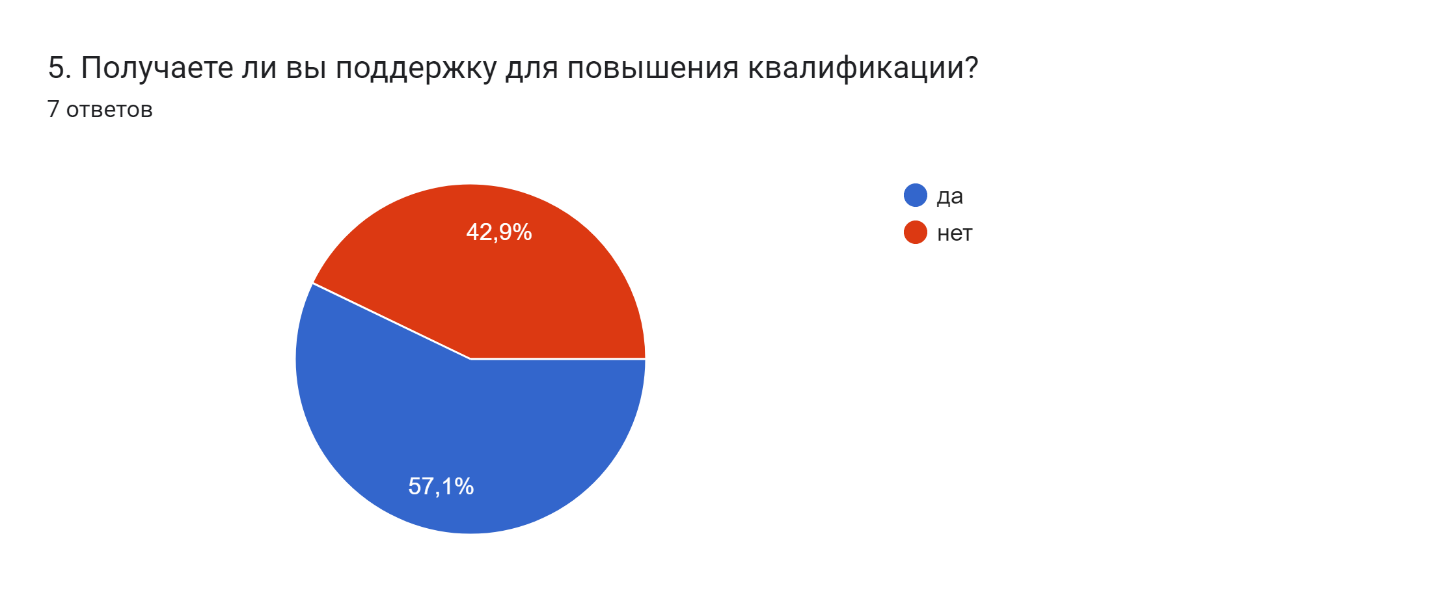 5. Получаете ли вы поддержку для повышения квалификации?
7 ответов
да
нет
42,9%
57,1%